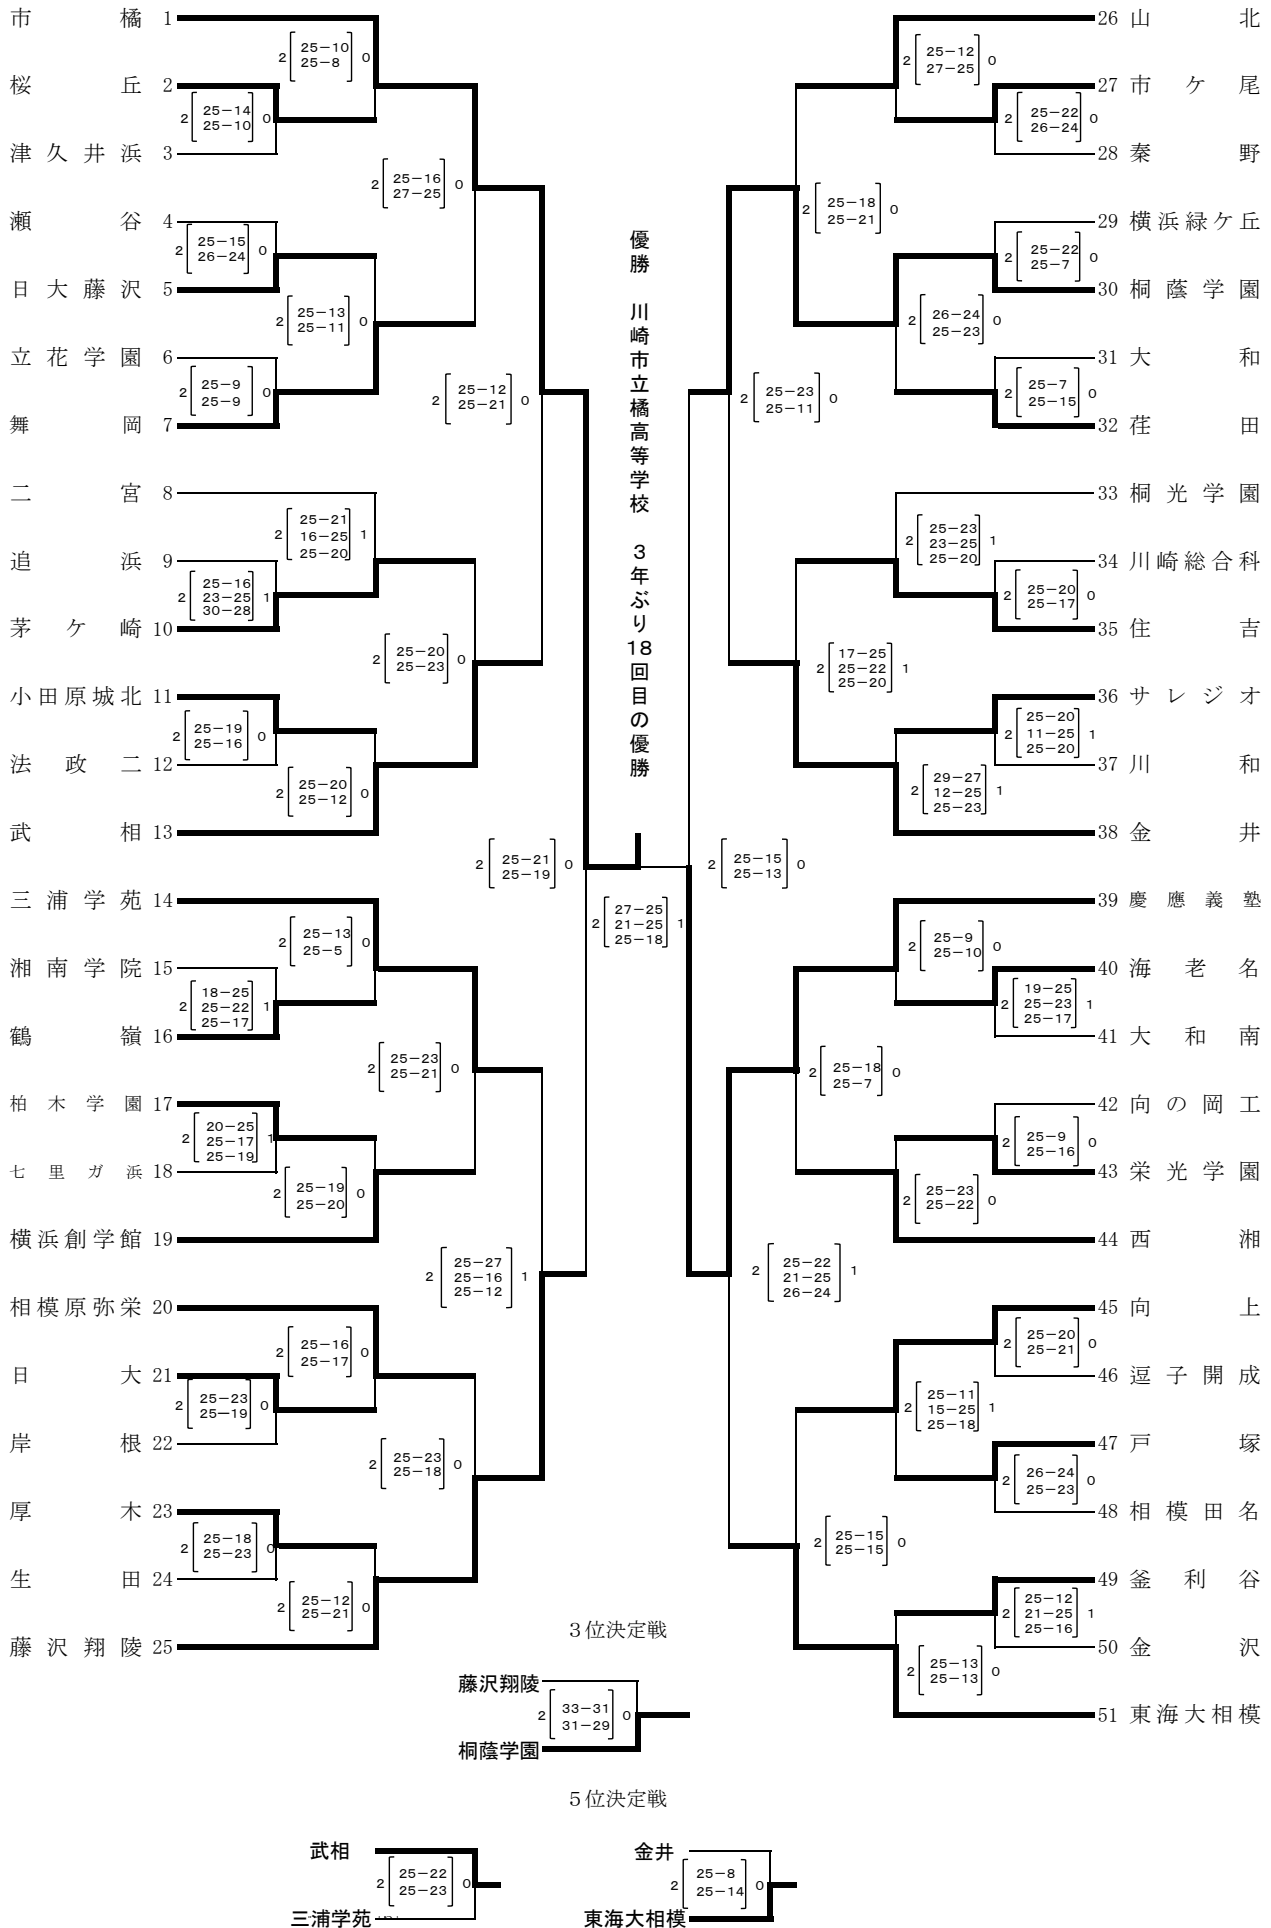 市橘 1
2 25-10 0
25-8
桜丘 2
2 25-14 0
25-10
津久井浜 3
2 25-16 0
27-25
瀬谷 4
2 25-15 0
26-24
日大藤沢 5
2 25-13 0
25-11
立花学園 6
2 25-9 0
25-9
舞岡 7
2 25-12 0
25-21
二宮 8
2 25-21 1
16-25
25-20
追浜 9
2 25-16 1
23-25
30-28
茅ケ崎 10
2 25-20 0
25-23
小田原城北 11
2 25-19 0
25-16
法政二 12
2 25-20 0
25-12
武相 13
2 25-21 0
25-19
三浦学苑 14
2 25-13 0
25-5
湘南学院 15
2 18-25 1
25-22
25-17
鶴嶺 16
2 25-23 0
25-21
柏木学園 17
2 20-25 1
25-17
25-19
七里ガ浜 18
2 25-19 0
25-20
横浜創学館 19
2 25-27 1
25-16
25-12
相模原弥栄 20
2 25-16 0
25-17
日大 21
2 25-23 0
25-19
岸根 22
2 25-23 0
25-18
厚木 23
2 25-18 0
25-23
生田 24
2 25-12 0
25-21
藤沢翔陵 25
優勝 川崎市立橘高等学校 3年ぶり18回目の優勝
2 27-25 1
21-25
25-18
26 山北
2 25-12 0
27-25
27 市ケ尾
2 25-22 0
26-24
28 秦野
2 25-18 0
25-21
29 横浜緑ケ丘
2 25-22 0
25-7
30 桐蔭学園
2 26-24 0
25-23
31 大和
2 25-7 0
25-15
32 荏田
2 25-23 0
25-11
33 桐光学園
2 25-23 1
23-25
25-20
34 川崎総合科
2 25-20 0
25-17
35 住吉
2 17-25 1
25-22
25-20
36 サレジオ
2 25-20 1
11-25
25-20
37 川和
2 29-27 1
12-25
25-23
38 金井
2 25-15 0
25-13
39 慶應義塾
2 25-9 0
25-10
40 海老名
2 19-25 1
25-23
25-17
41 大和南
2 25-18 0
25-7
42 向の岡工
2 25-9 0
25-16
43 栄光学園
2 25-23 0
25-22
44 西湘
2 25-22 1
21-25
26-24
45 向上
2 25-20 0
25-21
46 逗子開成
2 25-11 1
15-25
25-18
47 戸塚
2 26-24 0
25-23
48 相模田名
2 25-15 0
25-15
49 釜利谷
2 25-12 1
21-25
25-16
50 金沢
2 25-13 0
25-13
51 東海大相模
3位決定戦
藤沢翔陵
2 33-31 0
31-29
桐蔭学園
5位決定戦
武相
2 25-22 0
25-23
三浦学苑
金井
2 25-8 0
25-14
東海大相模